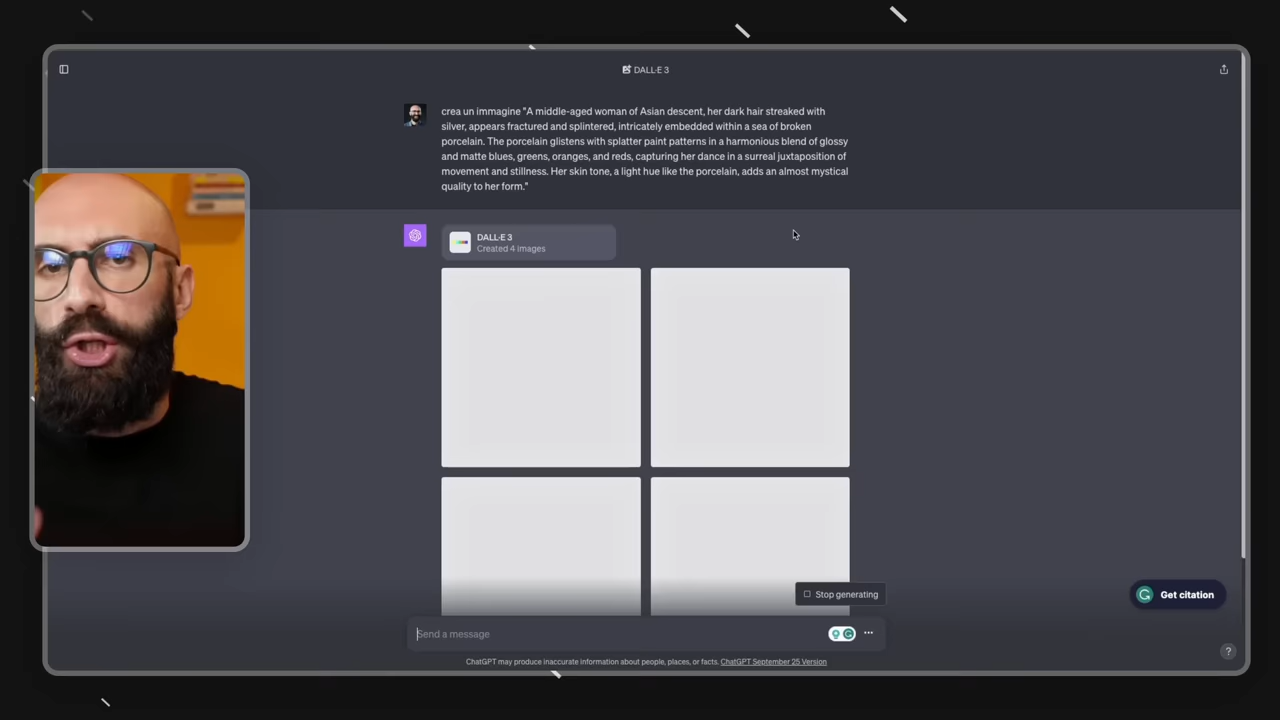 DALL·E 3
crea un immagine "A middle-aged woman of Asian descent, her dark hair streaked with
silver, appears fractured and splintered, intricately embedded within a sea of broken
porcelain. The porcelain glistens with splatter paint patterns in a harmonious blend of glossy
and matte blues, greens, oranges, and reds, capturing her dance in a surreal juxtaposition of
movement and stillness. Her skin tone, a light hue like the porcelain, adds an almost mystical
quality to her form."
DALL·E 3
Created 4 images
Stop generating
Get citation
Send a message
ChatGPT may produce inaccurate information about people, places, or facts. ChatGPT September 25 Version
?